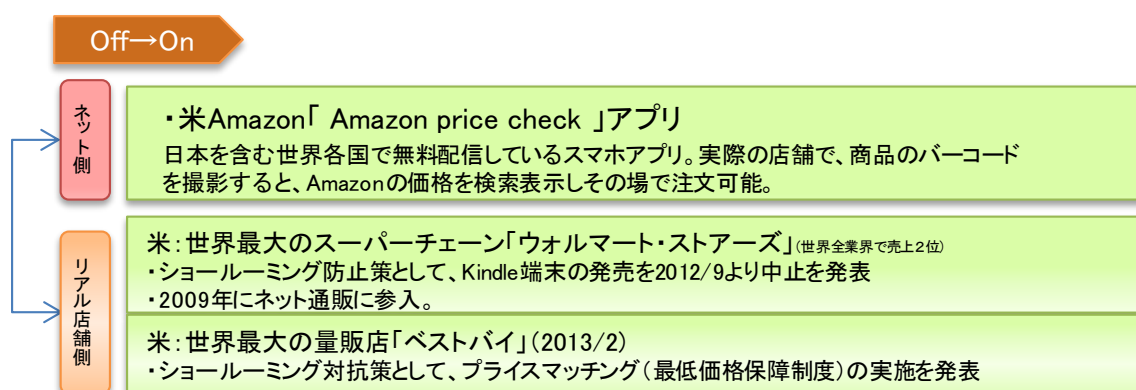 Off→On
ネット側
・米Amazon「 Amazon price check 」アプリ
日本を含む世界各国で無料配信しているスマホアプリ。実際の店舗で、商品のバーコード
を撮影すると、Amazonの価格を検索表示しその場で注文可能。
リアル店舗側
米：世界最大のスーパーチェーン「ウォルマート・ストアーズ」(世界全業界で売上２位)
・ショールーミング防止策として、Kindle端末の発売を2012/9より中止を発表
・2009年にネット通販に参入。
米：世界最大の量販店「ベストバイ」（2013/2）
・ショールーミング対抗策として、プライスマッチング（最低価格保障制度）の実施を発表